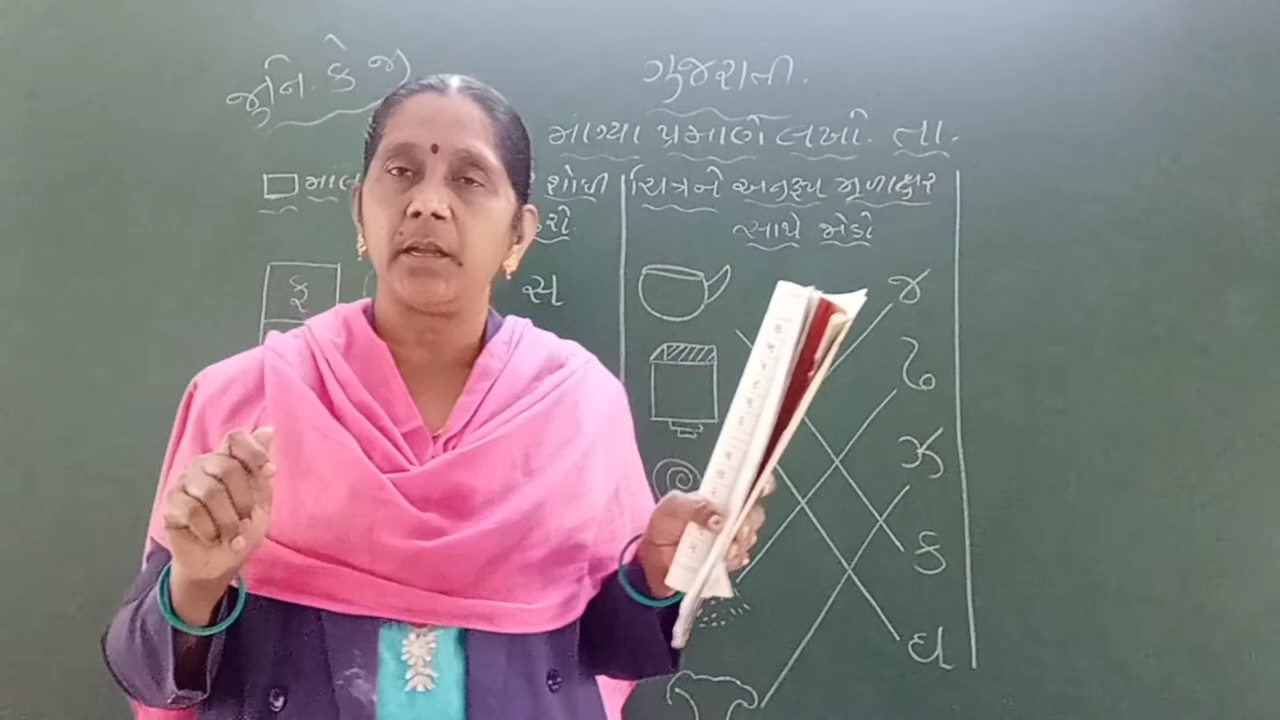 જુનિ. કે જી
ગુજરાતી.
માગ્યા પ્રમાણે લખો. તા.
શોધી
કરો.
ચિત્રને અનુરૂપ મૂળાક્ષર
સાથે જોડો
ફ
સ
જ
ઢ
ઝ
ક
ઘ